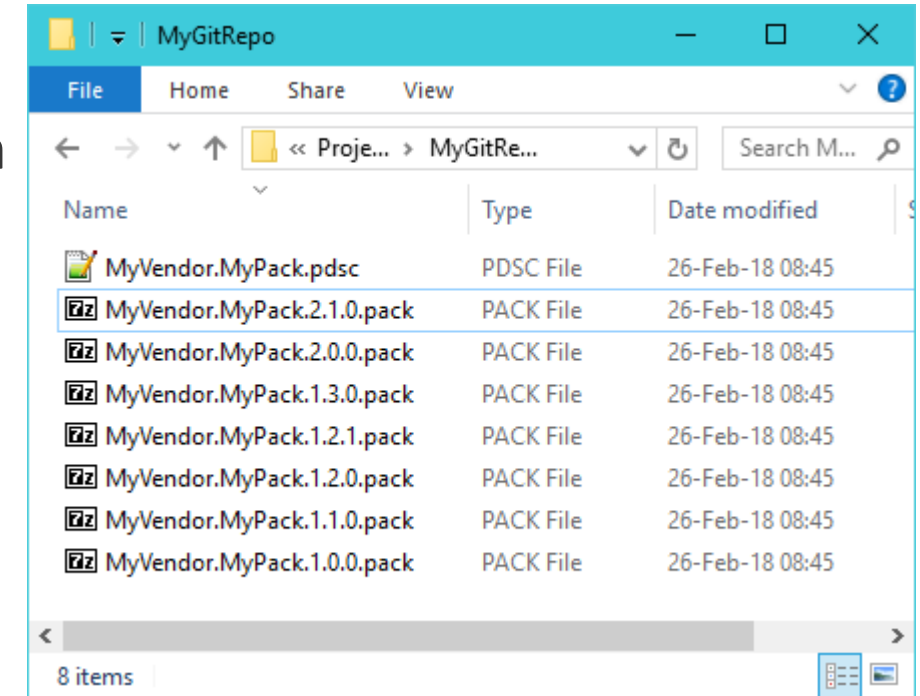 MyGitRepo
File Home Share View
« Proje... › MyGitRe... Search M...
Name Type Date modified
MyVendor.MyPack.pdsc PDSC File 26-Feb-18 08:45
MyVendor.MyPack.2.1.0.pack PACK File 26-Feb-18 08:45
MyVendor.MyPack.2.0.0.pack PACK File 26-Feb-18 08:45
MyVendor.MyPack.1.3.0.pack PACK File 26-Feb-18 08:45
MyVendor.MyPack.1.2.1.pack PACK File 26-Feb-18 08:45
MyVendor.MyPack.1.2.0.pack PACK File 26-Feb-18 08:45
MyVendor.MyPack.1.1.0.pack PACK File 26-Feb-18 08:45
MyVendor.MyPack.1.0.0.pack PACK File 26-Feb-18 08:45
8 items